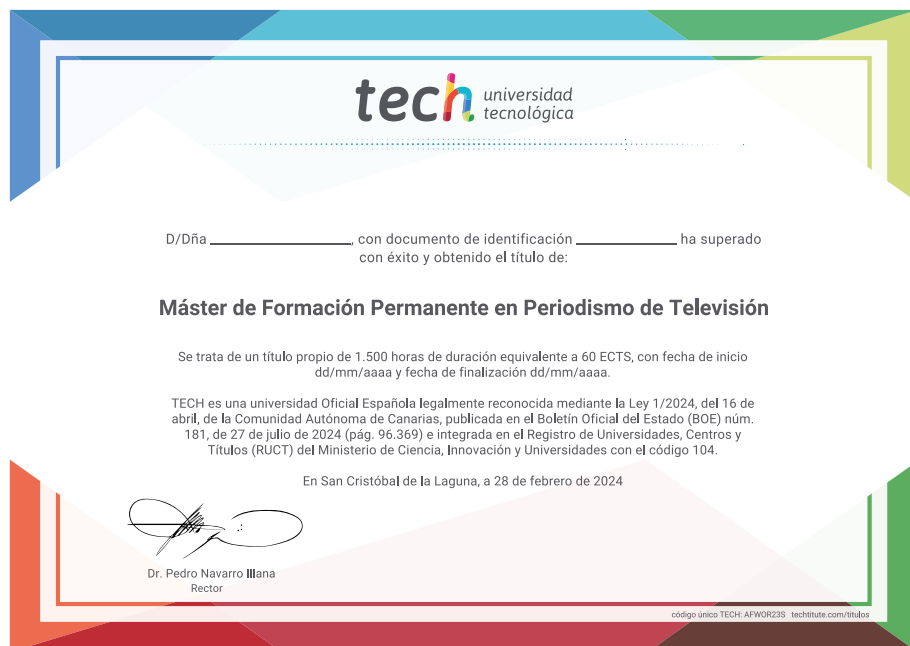 tech universidad
tecnológica
D/Dña ____________________, con documento de identificación ______________ ha superado
con éxito y obtenido el título de:
Máster de Formación Permanente en Periodismo de Televisión
Se trata de un título propio de 1.500 horas de duración equivalente a 60 ECTS, con fecha de inicio
dd/mm/aaaa y fecha de finalización dd/mm/aaaa.
TECH es una universidad Oficial Española legalmente reconocida mediante la Ley 1/2024, del 16 de
abril, de la Comunidad Autónoma de Canarias, publicada en el Boletín Oficial del Estado (BOE) núm.
181, de 27 de julio de 2024 (pág. 96.369) e integrada en el Registro de Universidades, Centros y
Títulos (RUCT) del Ministerio de Ciencia, Innovación y Universidades con el código 104.
En San Cristóbal de la Laguna, a 28 de febrero de 2024
Dr. Pedro Navarro Illana
Rector
código único TECH: AFWOR23S techtitute.com/titulos